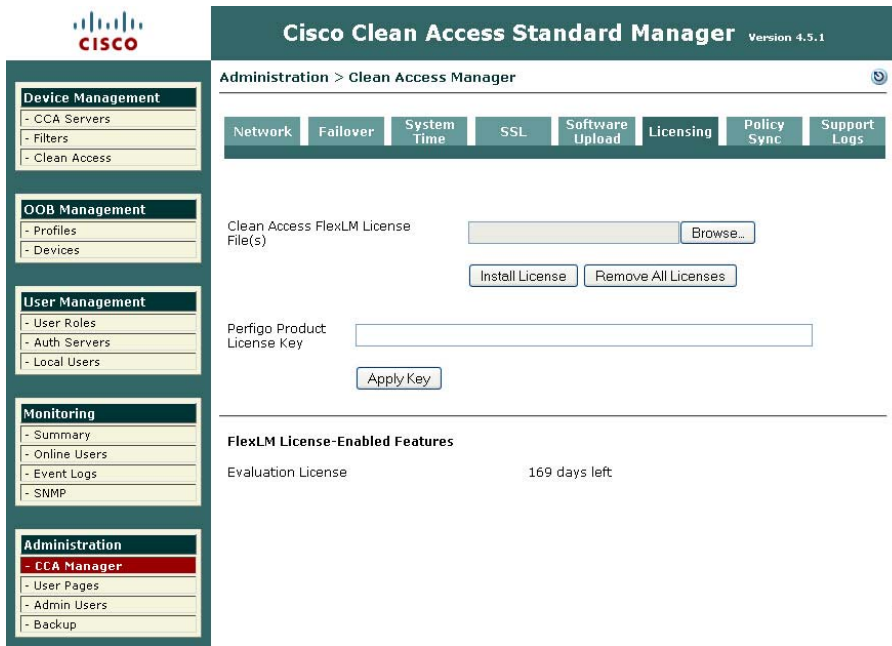 CISCO
Cisco Clean Access Standard Manager Version 4.5.1
Device Management
- CCA Servers
- Filters
- Clean Access
OOB Management
- Profiles
- Devices
User Management
- User Roles
- Auth Servers
- Local Users
Monitoring
- Summary
- Online Users
- Event Logs
- SNMP
Administration
- CCA Manager
- User Pages
- Admin Users
- Backup
Administration > Clean Access Manager
Network
Failover
System
Time
SSL
Software
Upload
Licensing
Policy
Sync
Support
Logs
Clean Access FlexLM License
File(s)
Browse...
Install License
Remove All Licenses
Perfigo Product
License Key
Apply Key
FlexLM License-Enabled Features
Evaluation License 169 days left